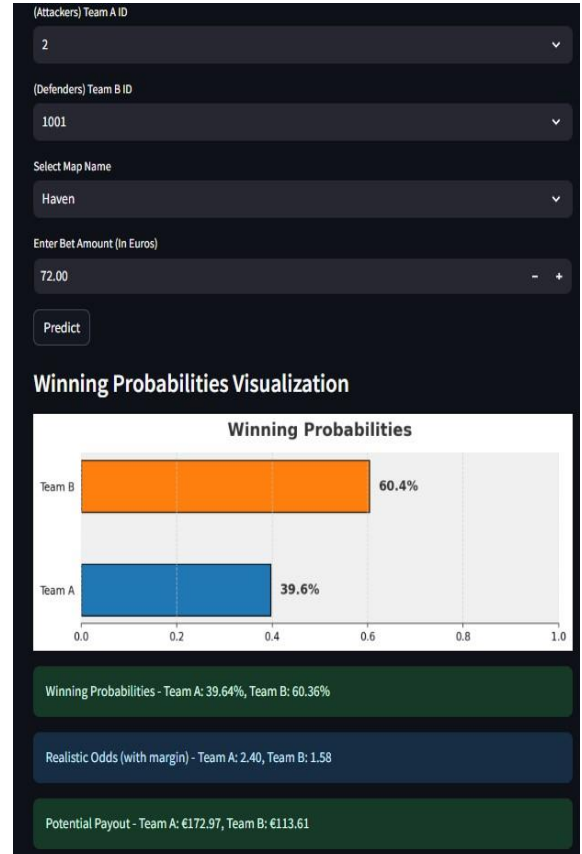 (Attackers) Team A ID
2
(Defenders) Team B ID
1001
Select Map Name
Haven
Enter Bet Amount (In Euros)
72.00 - +
Predict
Winning Probabilities Visualization
Winning Probabilities
Team B 60.4%
Team A 39.6%
0.0 0.2 0.4 0.6 0.8 1.0
Winning Probabilities - Team A: 39.64%, Team B: 60.36%
Realistic Odds (with margin) - Team A: 2.40, Team B: 1.58
Potential Payout - Team A: €172.97, Team B: €113.61